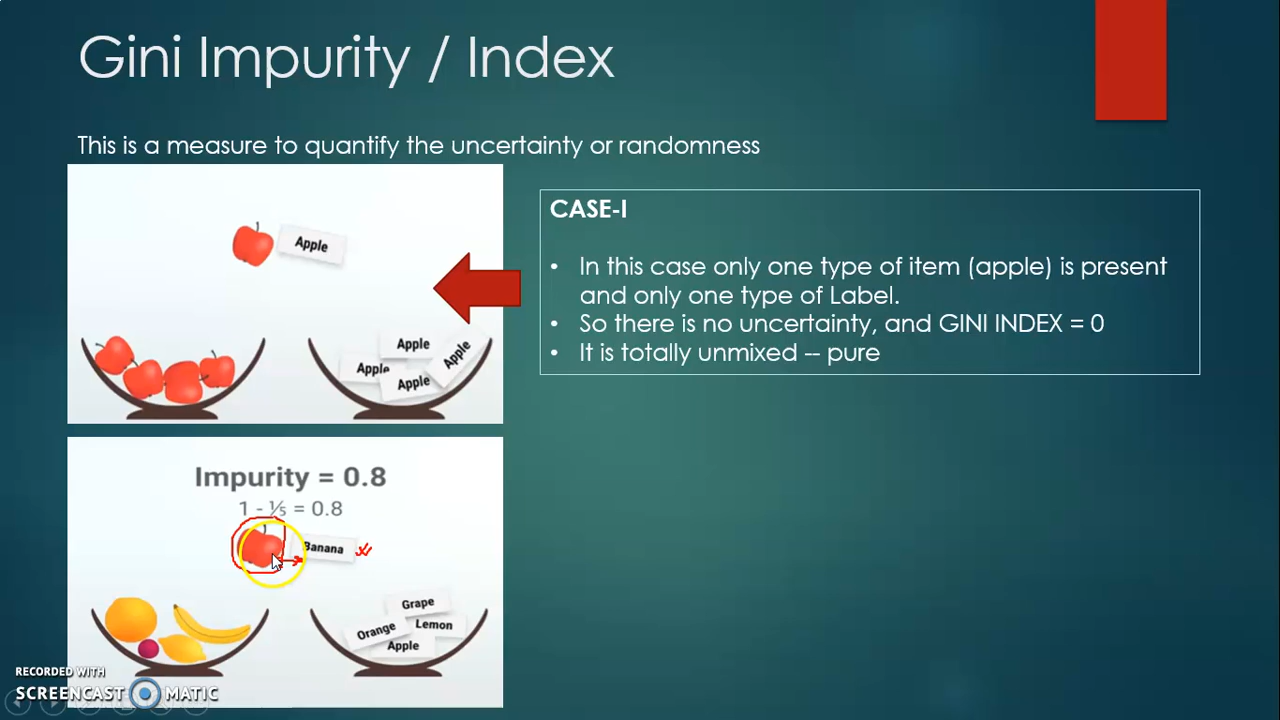 Gini Impurity / Index
This is a measure to quantify the uncertainty or randomness
Apple
Apple
Apple
Apple
Apple
CASE-I
• In this case only one type of item (apple) is present
and only one type of Label.
• So there is no uncertainty, and GINI INDEX = 0
• It is totally unmixed -- pure
Impurity = 0.8
1 - ⅕ = 0.8
Banana
Grape
Orange
Lemon
Apple
RECORDED WITH
SCREENCAST MATIC